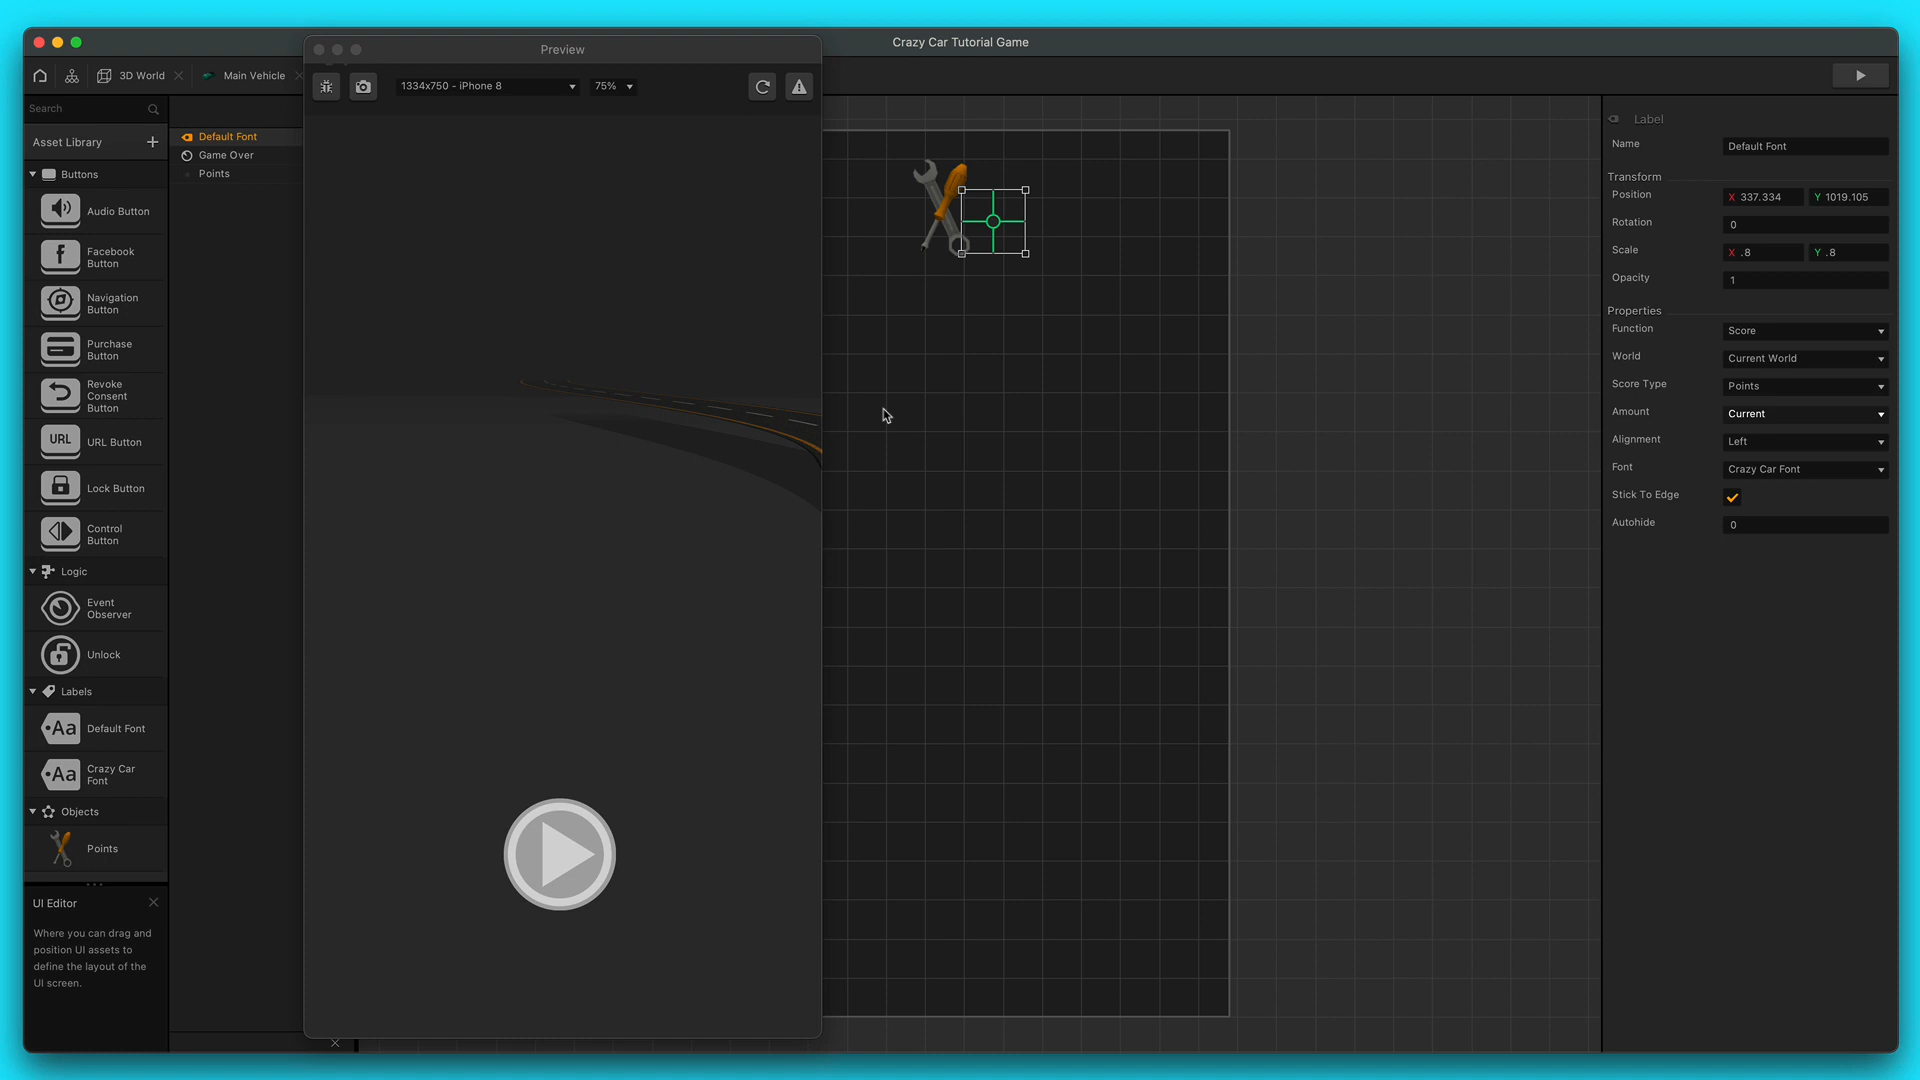 Crazy Car Tutorial Game
Preview
3D World
Main Vehicle
1334x750 - iPhone 8
75%
Search
Asset Library
Buttons
Audio Button
Facebook
Button
Navigation
Button
Purchase
Button
Revoke
Consent
Button
URL
URL Button
Lock Button
Control
Button
Logic
Event
Observer
Unlock
Labels
Aa
Default Font
Aa
Crazy Car
Font
Objects
Points
UI Editor
Where you can drag and
position UI assets to
define the layout of the
UI screen.
Default Font
Game Over
Points
Label
Name
Default Font
Transform
Position
X 337.334
Y 1019.105
Rotation
0
Scale
X .8
Y .8
Opacity
1
Properties
Function
Score
World
Current World
Score Type
Points
Amount
Current
Alignment
Left
Font
Crazy Car Font
Stick To Edge
Autohide
0